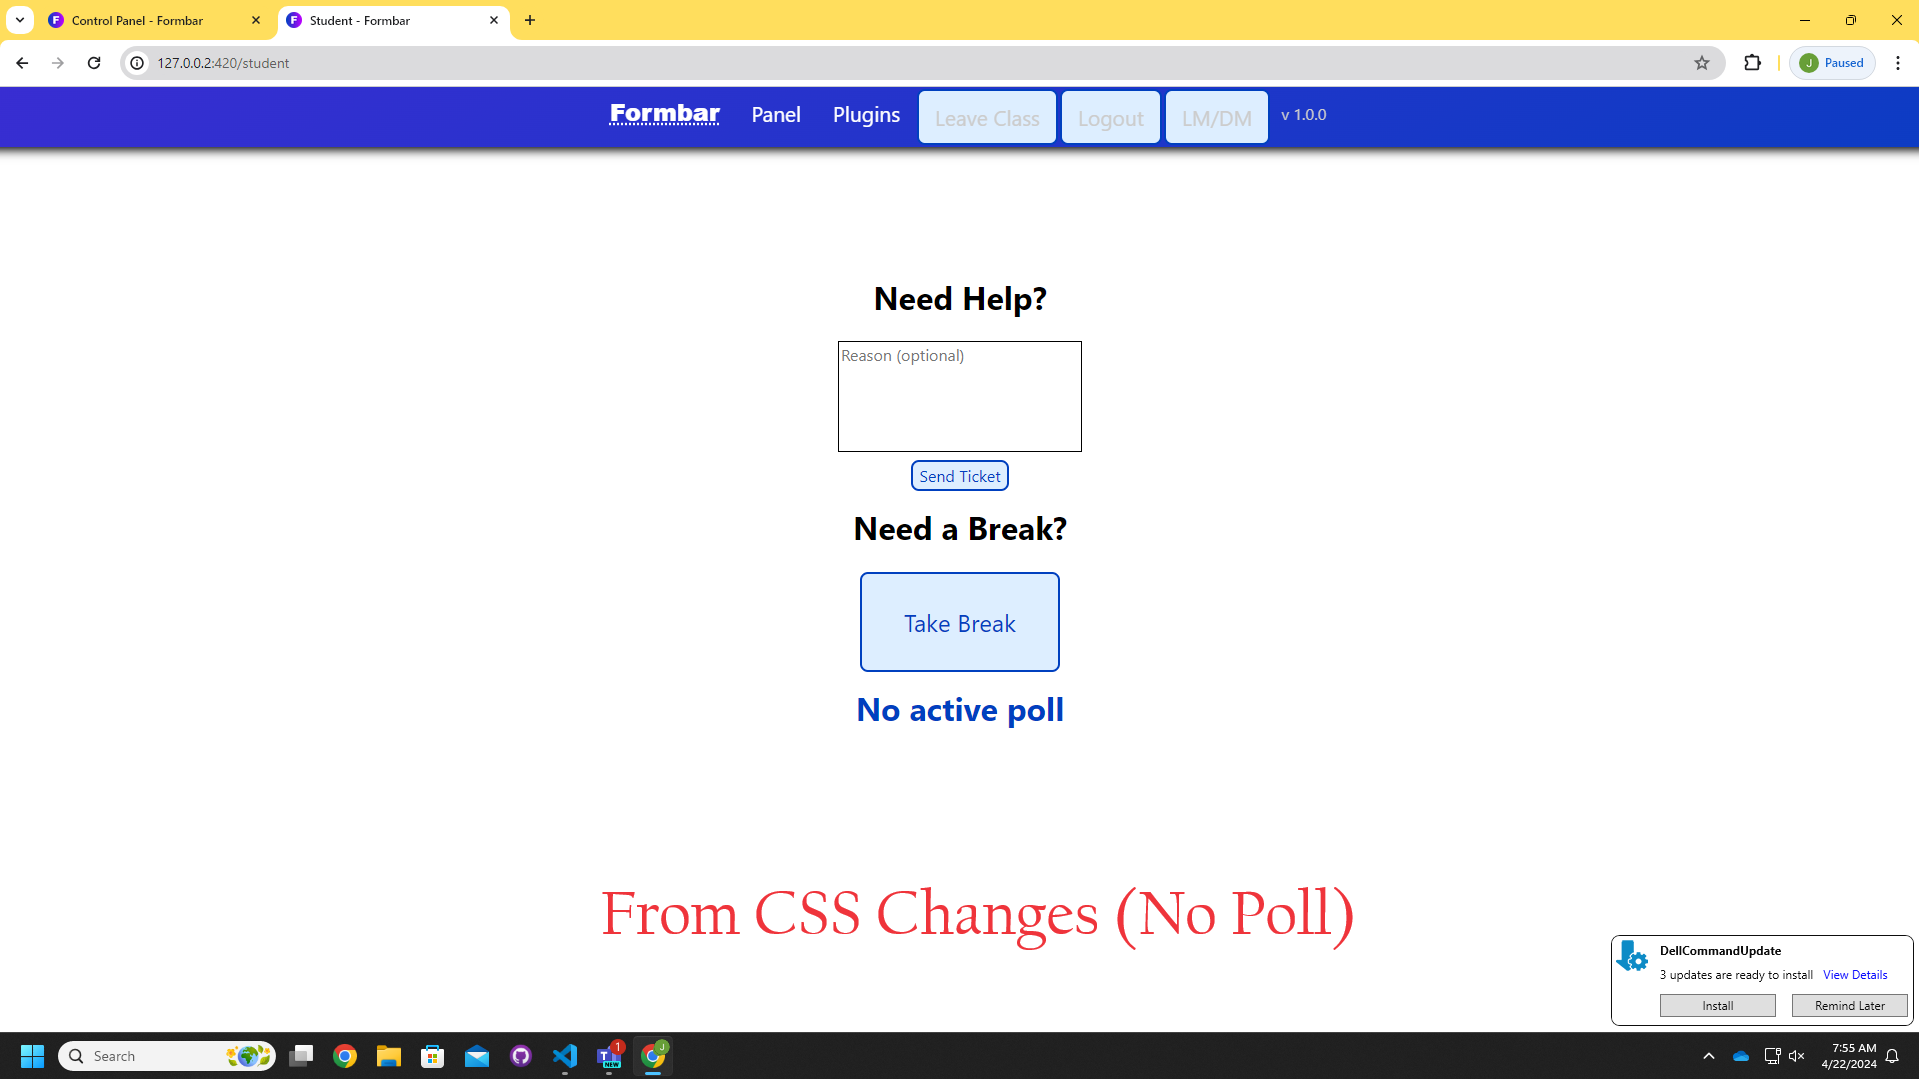 Control Panel - Formbar
Student - Formbar
127.0.0.2:420/student
J Paused
Formbar Panel Plugins Leave Class Logout LM/DM v 1.0.0
Need Help?
Reason (optional)
Send Ticket
Need a Break?
Take Break
No active poll
From CSS Changes (No Poll)
DellCommandUpdate
3 updates are ready to install View Details
Install Remind Later
Search
1
NEW
J
7:55 AM
4/22/2024